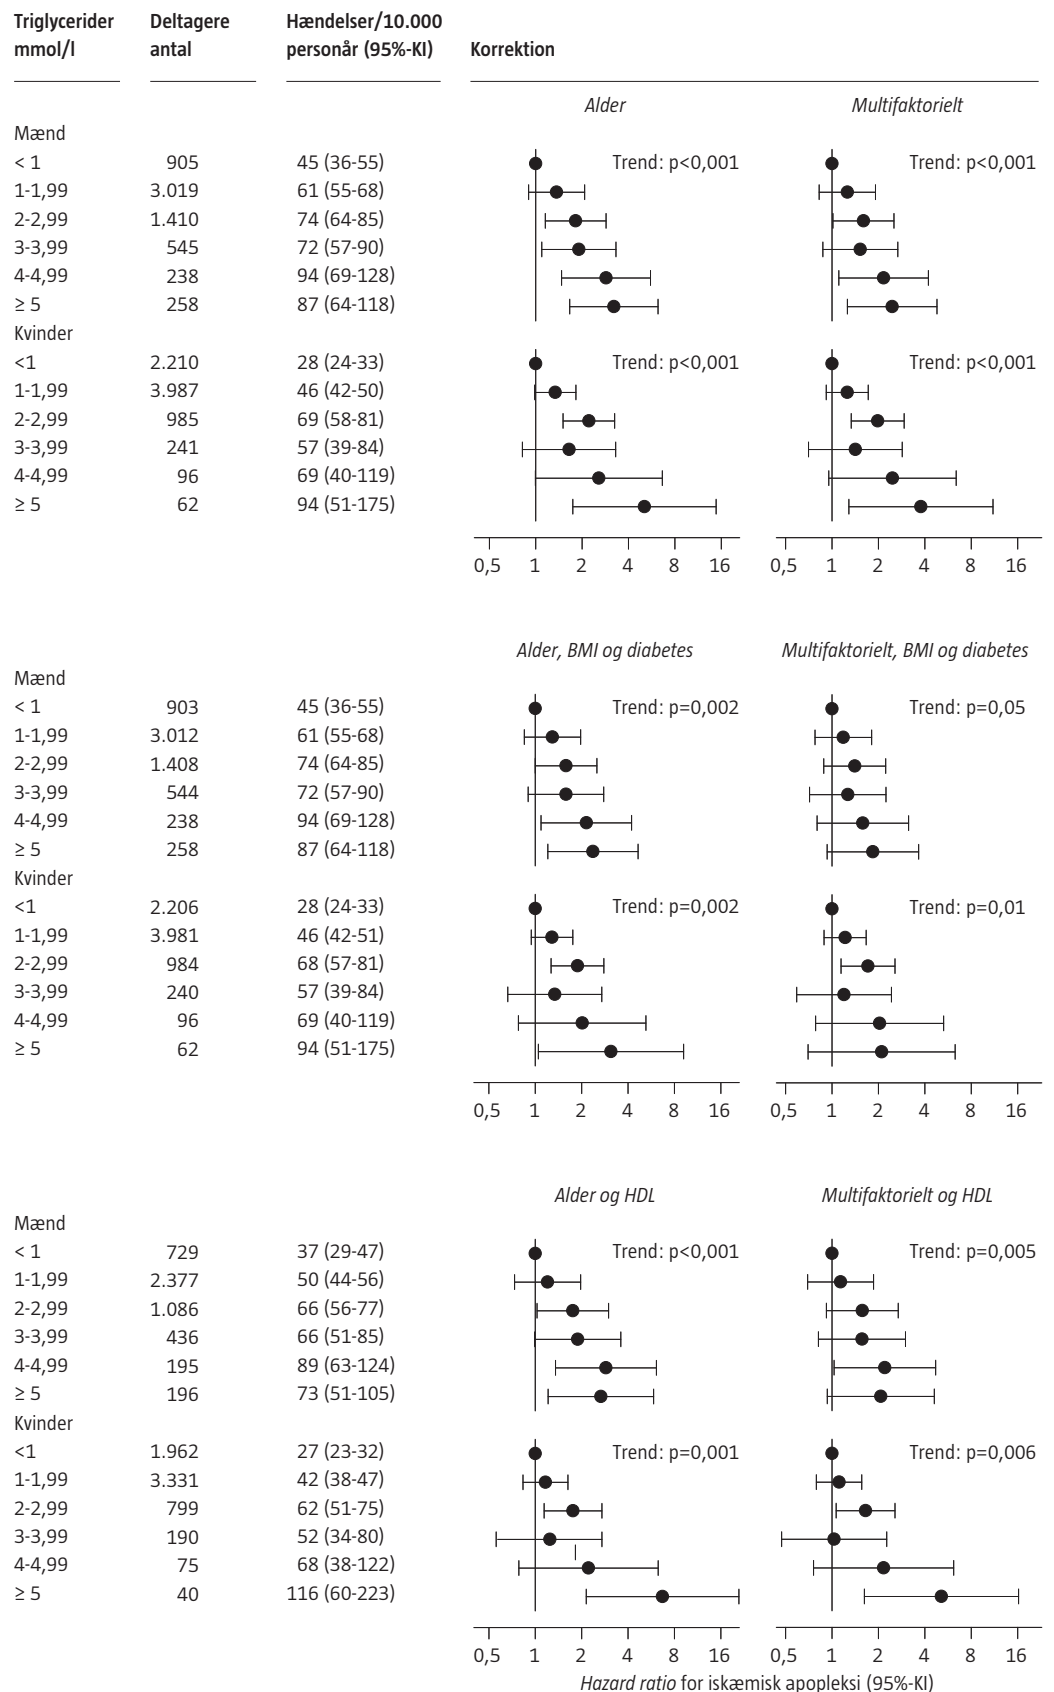 Triglycerider Deltagere Hændelser/10.000
mmol/l antal personår (95%-KI) Korrektion
Alder Multifaktorielt
Mænd
< 1 905 45 (36-55) Trend: p<0,001 Trend: p<0,001
1-1,99 3.019 61 (55-68)
2-2,99 1.410 74 (64-85)
3-3,99 545 72 (57-90)
4-4,99 238 94 (69-128)
≥ 5 258 87 (64-118)
Kvinder
<1 2.210 28 (24-33) Trend: p<0,001 Trend: p<0,001
1-1,99 3.987 46 (42-50)
2-2,99 985 69 (58-81)
3-3,99 241 57 (39-84)
4-4,99 96 69 (40-119)
≥ 5 62 94 (51-175)
0,5 1 2 4 8 16 0,5 1 2 4 8 16
Alder, BMI og diabetes Multifaktorielt, BMI og diabetes
Mænd
< 1 903 45 (36-55) Trend: p=0,002 Trend: p=0,05
1-1,99 3.012 61 (55-68)
2-2,99 1.408 74 (64-85)
3-3,99 544 72 (57-90)
4-4,99 238 94 (69-128)
≥ 5 258 87 (64-118)
Kvinder
<1 2.206 28 (24-33) Trend: p=0,002 Trend: p=0,01
1-1,99 3.981 46 (42-51)
2-2,99 984 68 (57-81)
3-3,99 240 57 (39-84)
4-4,99 96 69 (40-119)
≥ 5 62 94 (51-175)
0,5 1 2 4 8 16 0,5 1 2 4 8 16
Alder og HDL Multifaktorielt og HDL
Mænd
< 1 729 37 (29-47) Trend: p<0,001 Trend: p=0,005
1-1,99 2.377 50 (44-56)
2-2,99 1.086 66 (56-77)
3-3,99 436 66 (51-85)
4-4,99 195 89 (63-124)
≥ 5 196 73 (51-105)
Kvinder
<1 1.962 27 (23-32) Trend: p=0,001 Trend: p=0,006
1-1,99 3.331 42 (38-47)
2-2,99 799 62 (51-75)
3-3,99 190 52 (34-80)
4-4,99 75 68 (38-122)
≥ 5 40 116 (60-223)
0,5 1 2 4 8 16 0,5 1 2 4 8 16
Hazard ratio for iskæmisk apopleksi (95%-KI)